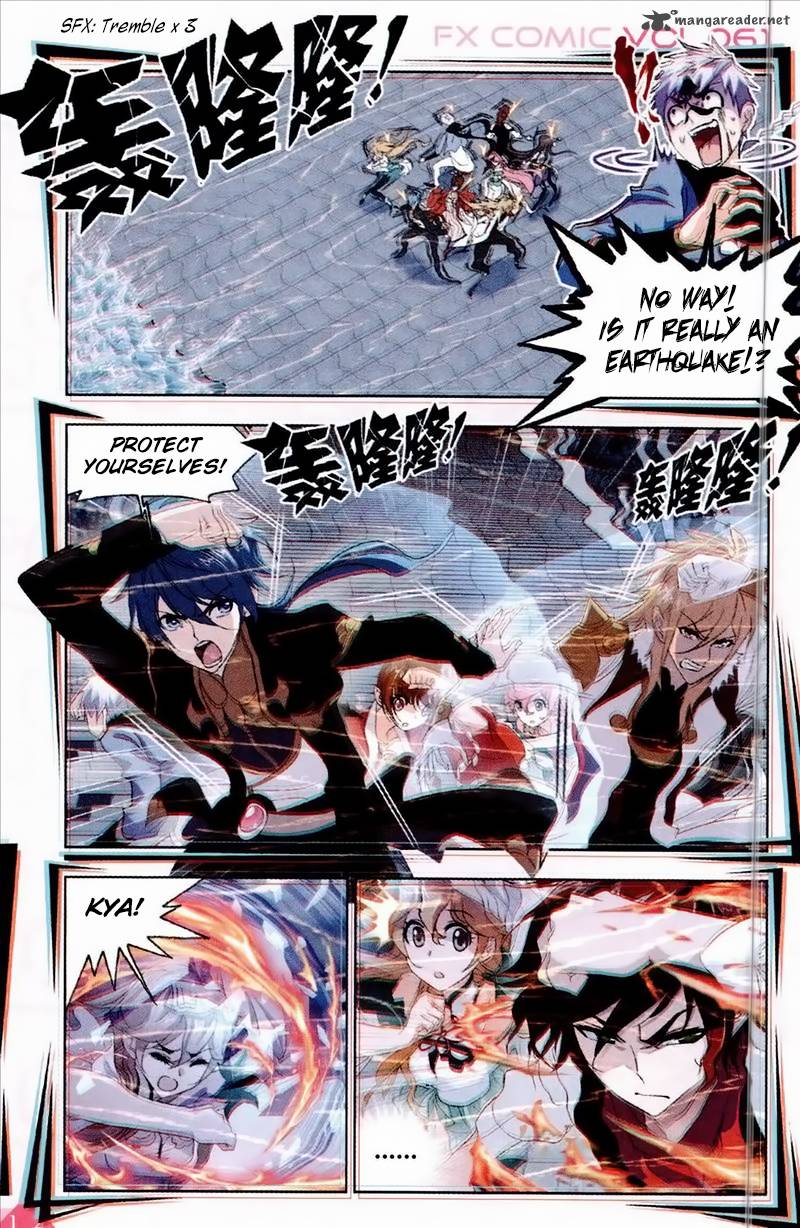 SFX: Tremble x 3
mangareader.net
FX COMIC VOL.061
轰隆隆!
!!
NO WAY!
IS IT REALLY AN
EARTHQUAKE!?
PROTECT
YOURSELVES!
轰隆隆!
轰隆隆!
KYA!
......
1